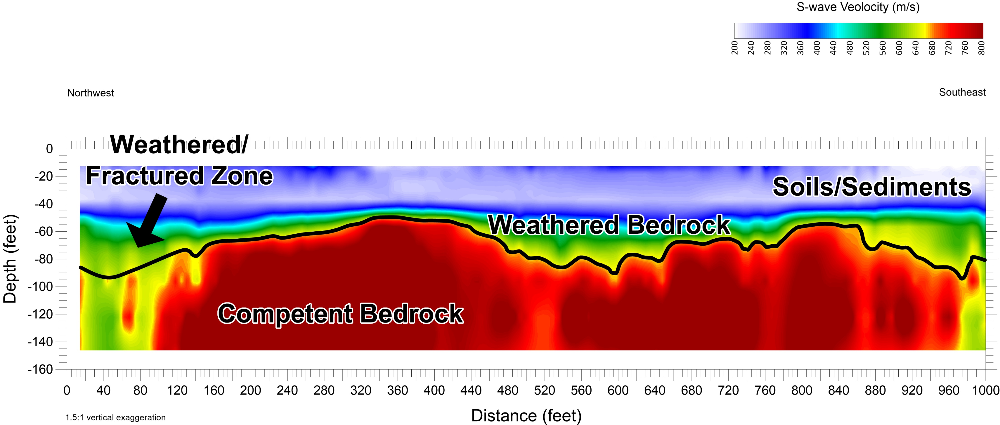 S-wave Veolocity (m/s)
200 240 280 320 360 400 440 480 520 560 600 640 680 720 760 800
Northwest
Southeast
Weathered/
Fractured Zone
Soils/Sediments
Weathered Bedrock
Competent Bedrock
Depth (feet)
0
-20
-40
-60
-80
-100
-120
-140
-160
0 40 80 120 160 200 240 280 320 360 400 440 480 520 560 600 640 680 720 760 800 840 880 920 960 1000
Distance (feet)
1.5:1 vertical exaggeration